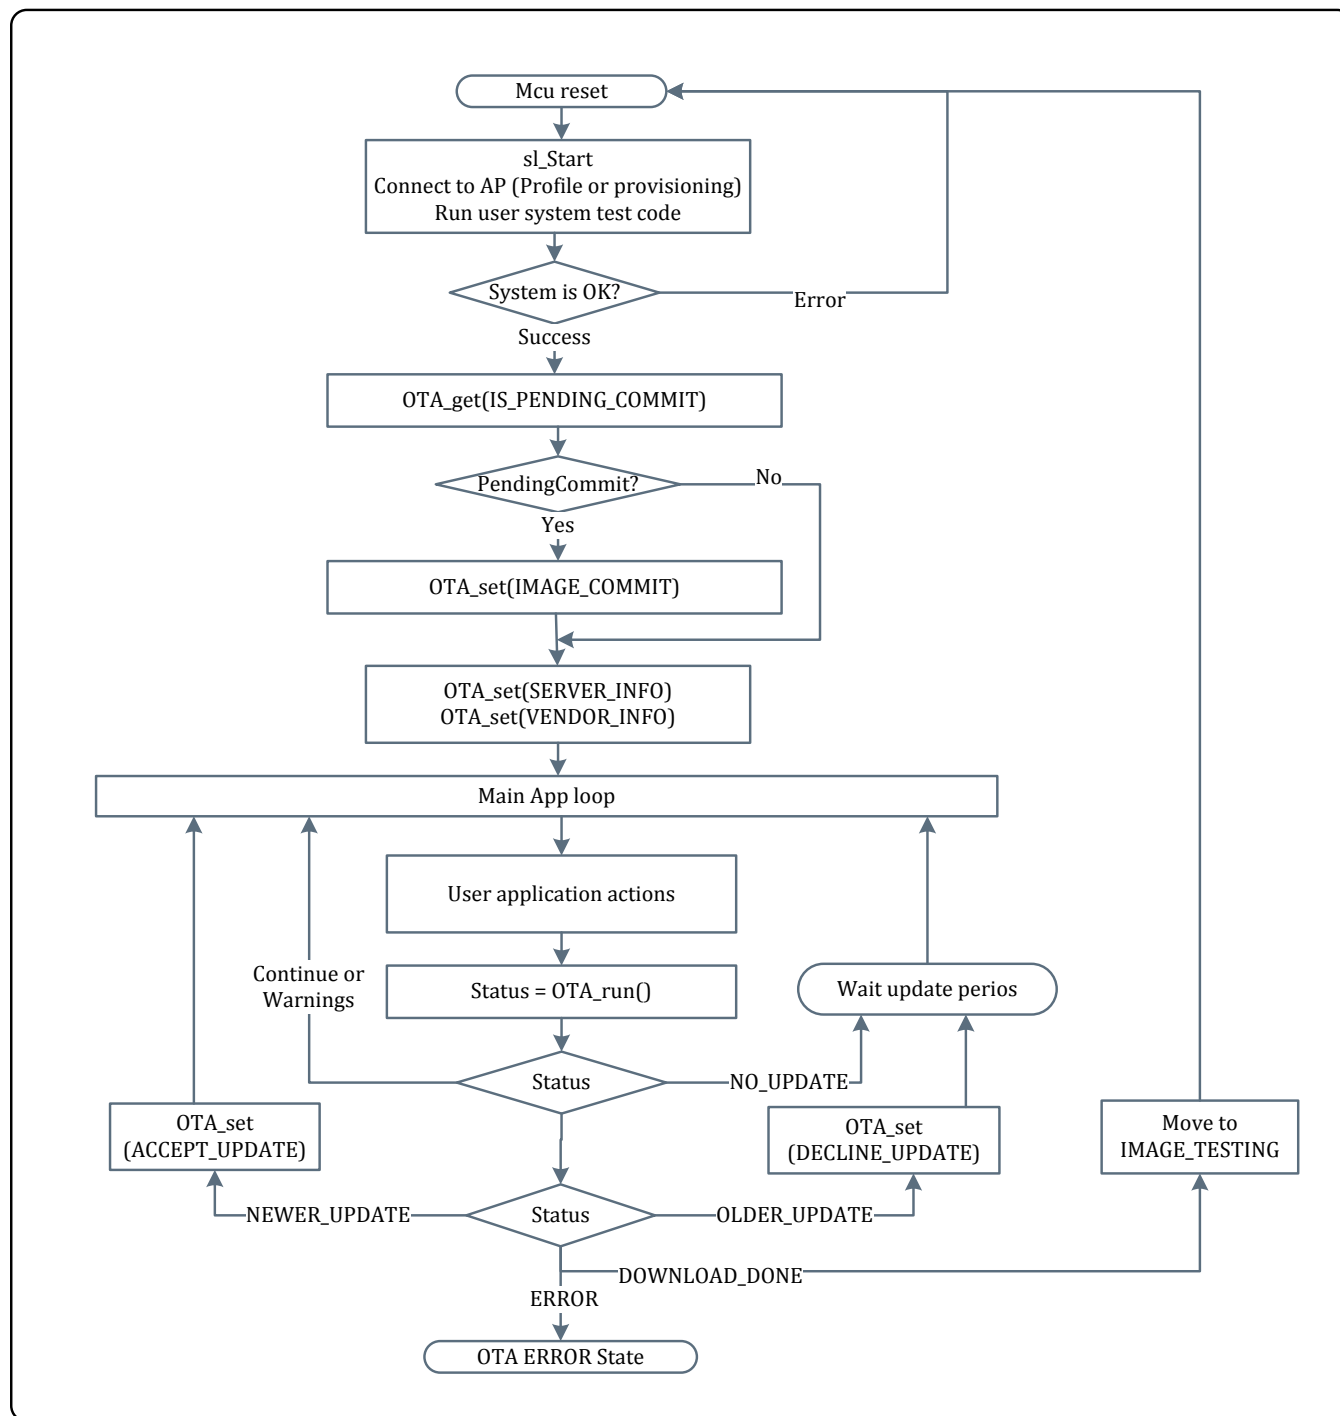 Mcu reset
sl_Start
Connect to AP (Profile or provisioning)
Run user system test code
System is OK?
Error
Success
OTA_get(IS_PENDING_COMMIT)
PendingCommit?
No
Yes
OTA_set(IMAGE_COMMIT)
OTA_set(SERVER_INFO)
OTA_set(VENDOR_INFO)
Main App loop
User application actions
Continue or
Warnings
Status = OTA_run()
Wait update perios
Status
NO_UPDATE
OTA_set
(ACCEPT_UPDATE)
OTA_set
(DECLINE_UPDATE)
Move to
IMAGE_TESTING
NEWER_UPDATE
Status
OLDER_UPDATE
DOWNLOAD_DONE
ERROR
OTA ERROR State